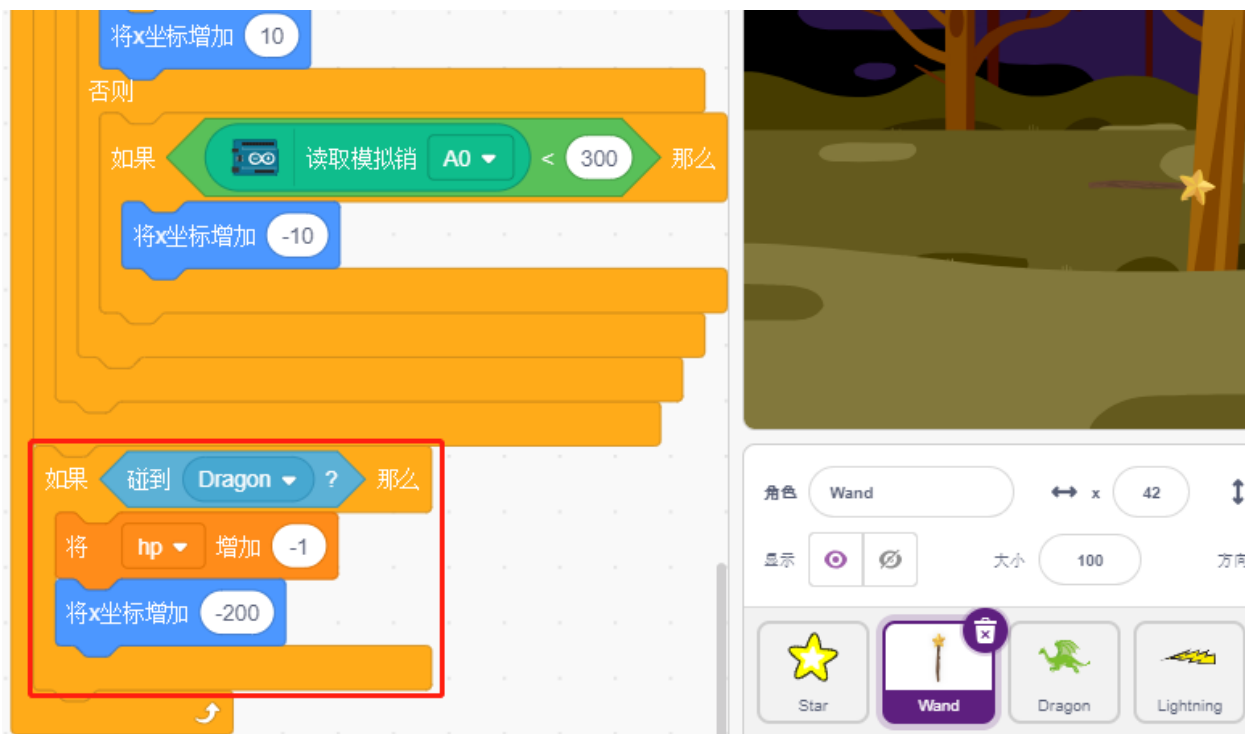 将x坐标增加 10
否则
如果 读取模拟销 A0 < 300 那么
将x坐标增加 -10
如果 碰到 Dragon ? 那么
将 hp 增加 -1
将x坐标增加 -200
角色 Wand x 42
显示 大小 100 方向
Star Wand Dragon Lightning